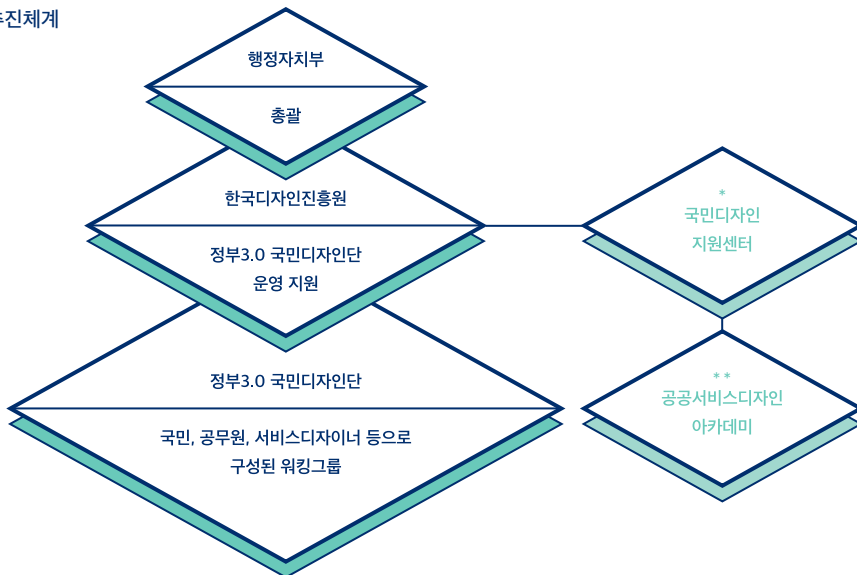 추진체계
행정자치부
총괄
한국디자인진흥원
정부3.0 국민디자인단
운영 지원
*
국민디자인
지원센터
정부3.0 국민디자인단
국민, 공무원, 서비스디자이너 등으로
구성된 워킹그룹
**
공공서비스디자인
아카데미